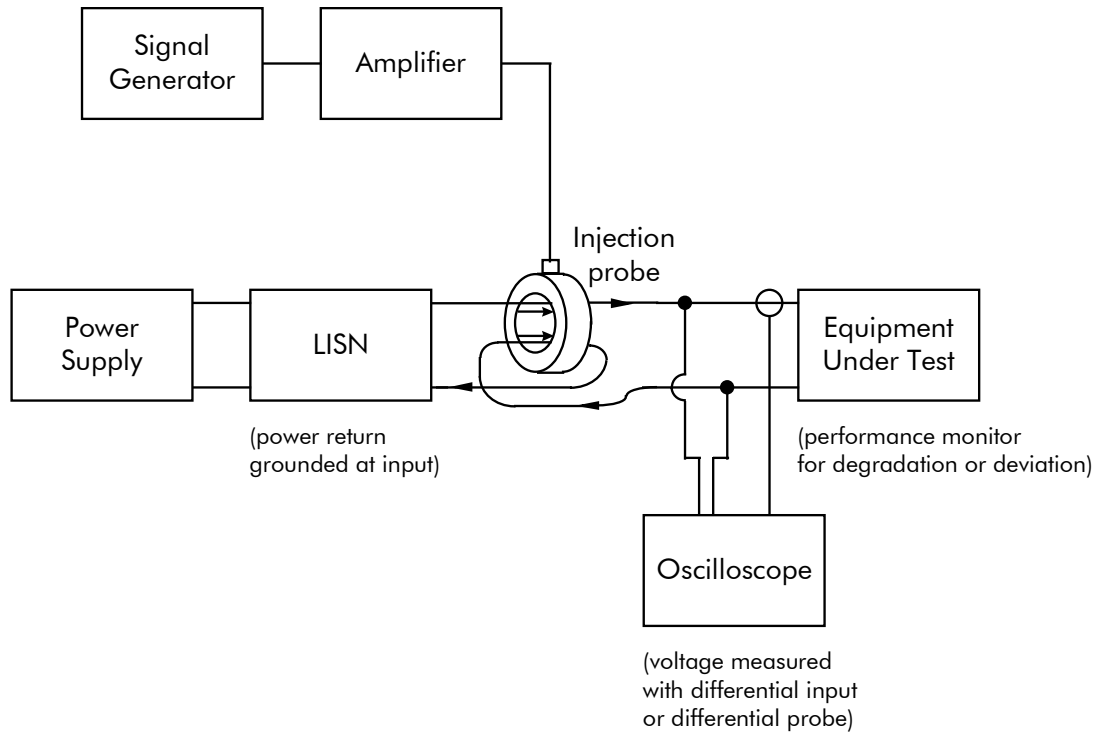 Signal
Generator
Amplifier
Injection
probe
Power
Supply
LISN
Equipment
Under Test
(power return
grounded at input)
(performance monitor
for degradation or deviation)
Oscilloscope
(voltage measured
with differential input
or differential probe)